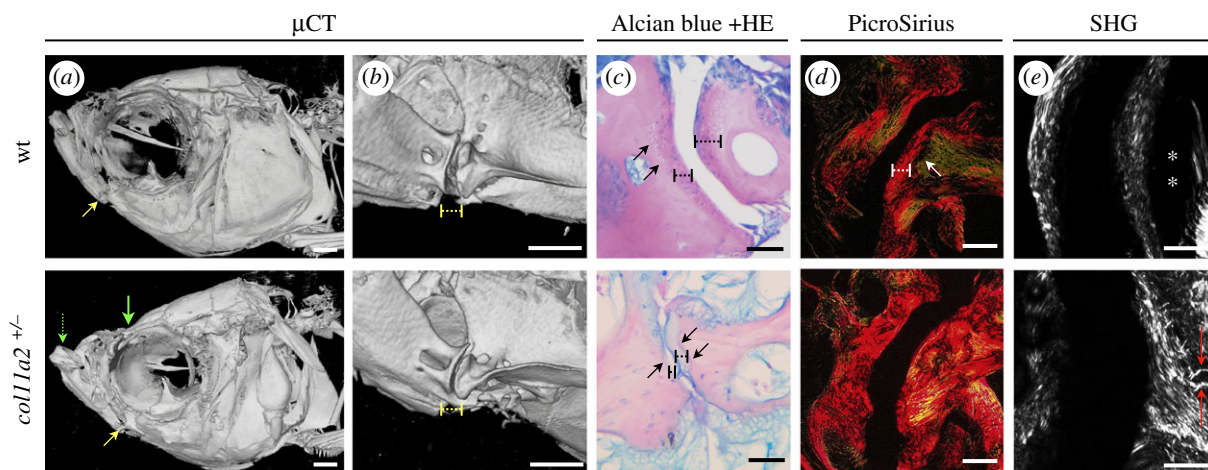 μCT Alcian blue +HE PicroSirius SHG
(a) (b) (c) (d) (e)
wt
* *
col11a2 +/–